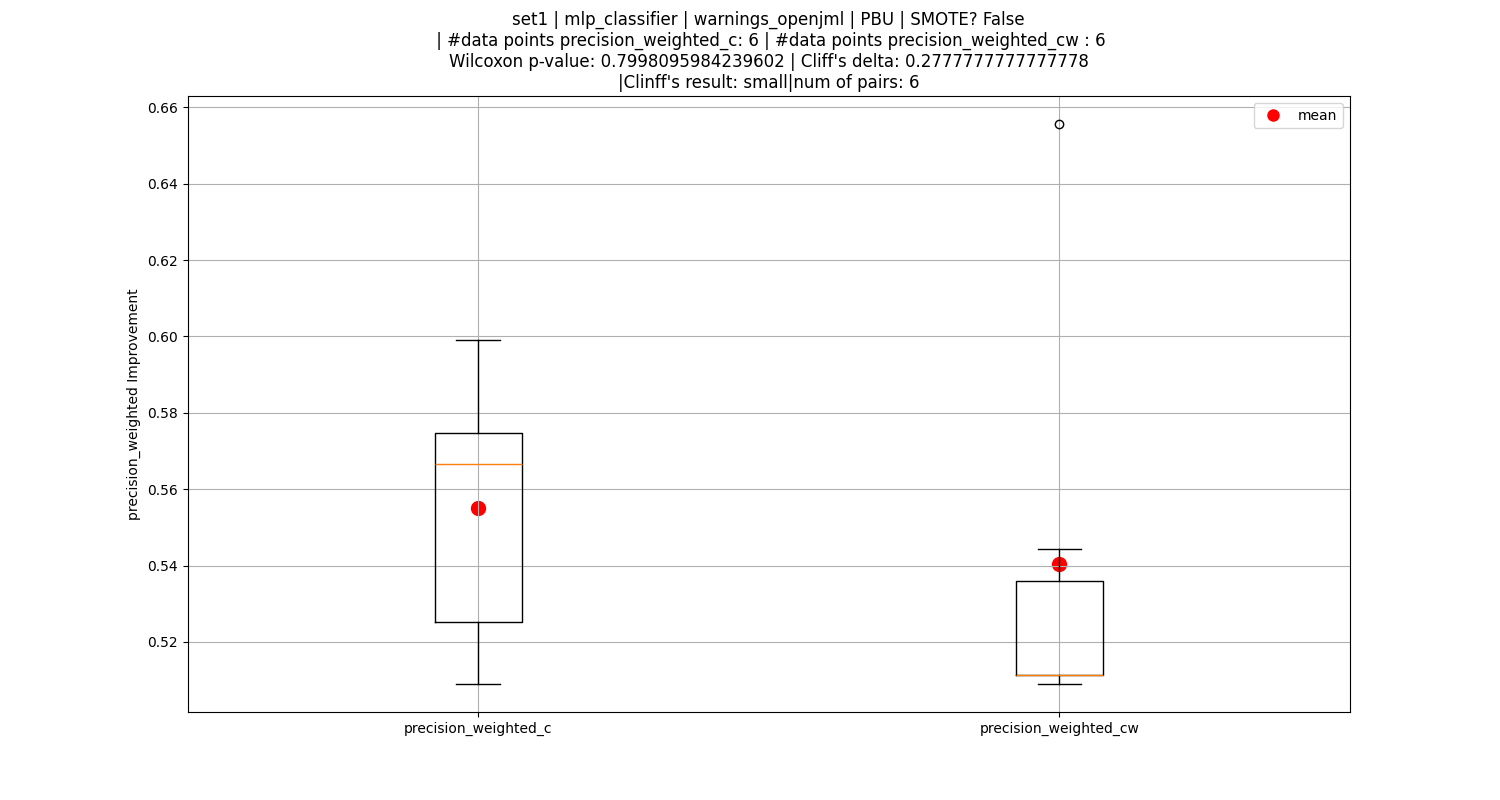 set1 | mlp_classifier | warnings_openjml | PBU | SMOTE? False
| #data points precision_weighted_c: 6 | #data points precision_weighted_cw : 6
Wilcoxon p-value: 0.7998095984239602 | Cliff's delta: 0.2777777777777778
|Clinff's result: small|num of pairs: 6
mean
precision_weighted Improvement
0.66
0.64
0.62
0.60
0.58
0.56
0.54
0.52
precision_weighted_c
precision_weighted_cw